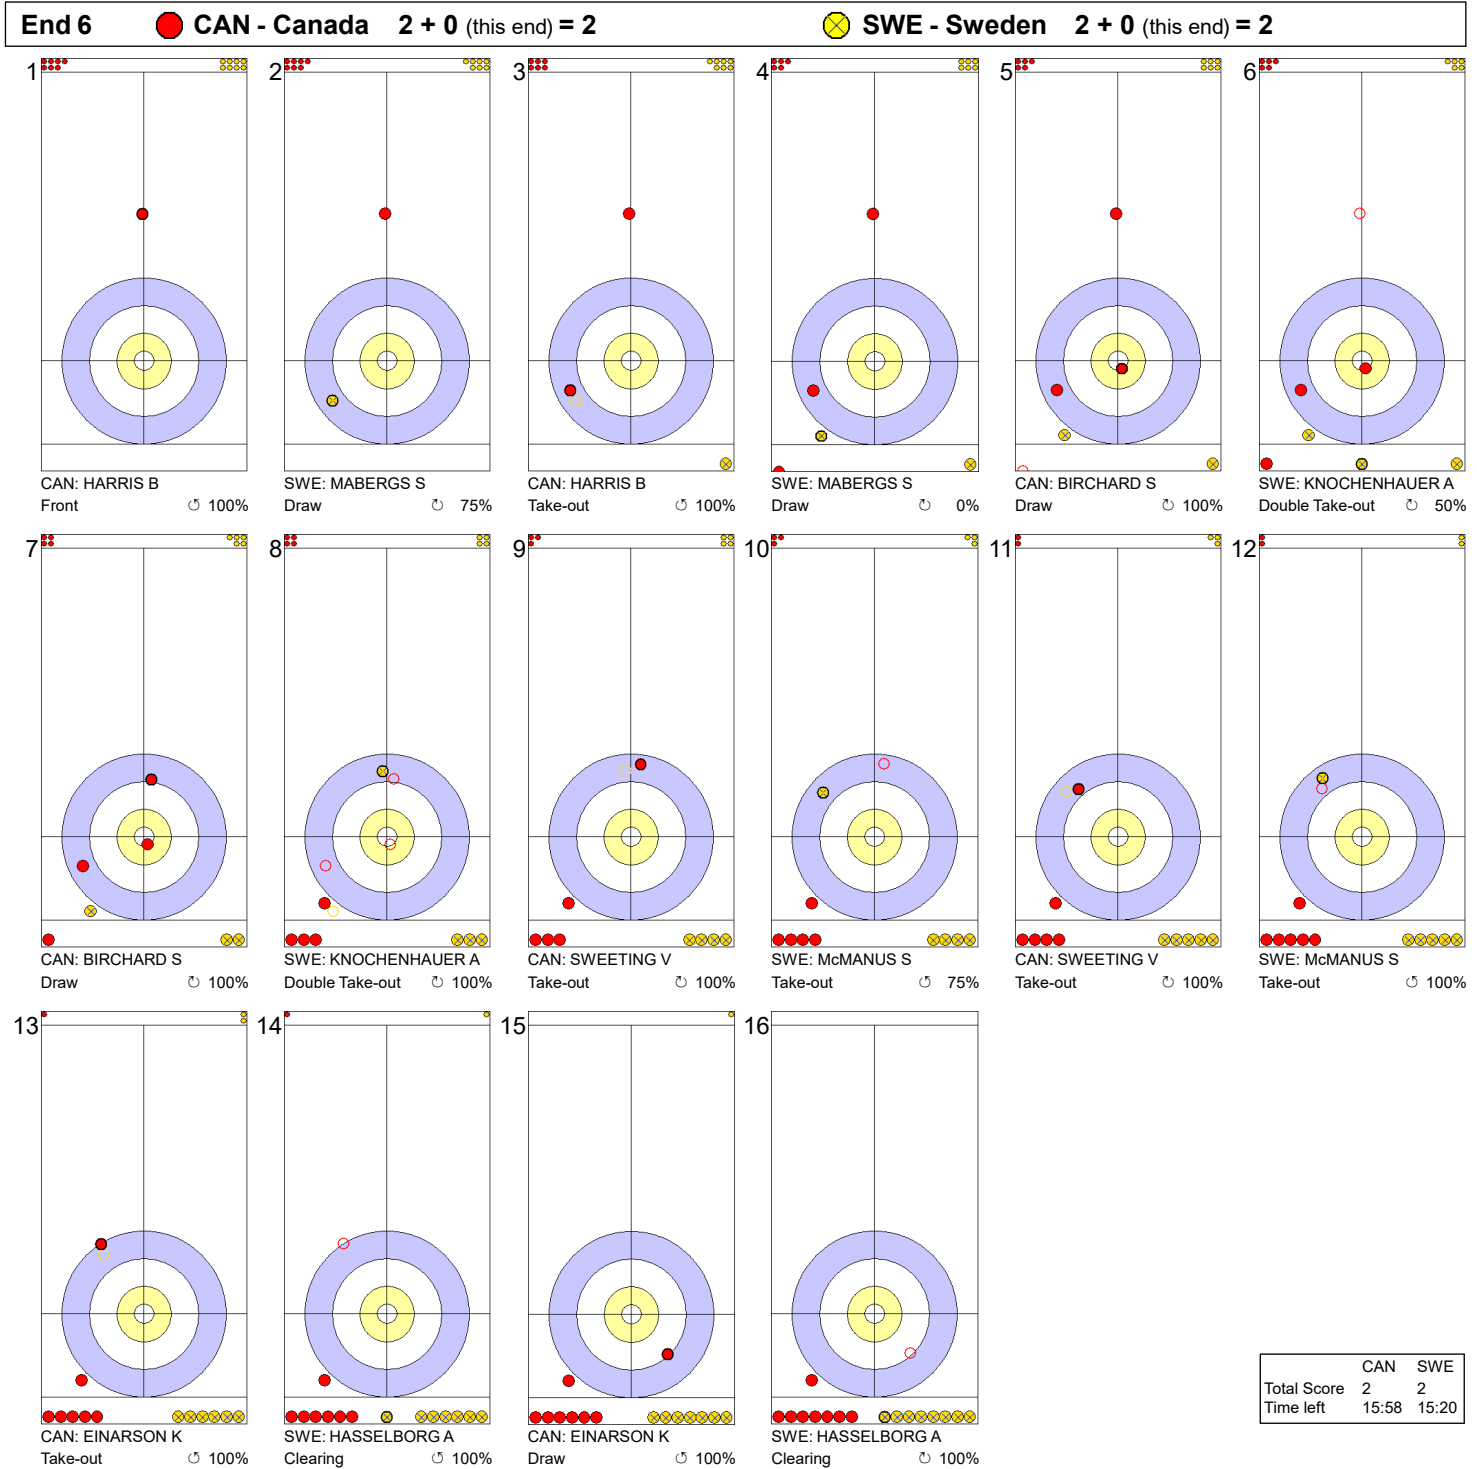 End 6 CAN - Canada 2 + 0 (this end) = 2 SWE - Sweden 2 + 0 (this end) = 2
1 2 3 4 5 6
CAN: HARRIS B SWE: MABERGS S CAN: HARRIS B SWE: MABERGS S CAN: BIRCHARD S SWE: KNOCHENHAUER A
Front ↺ 100% Draw ↻ 75% Take-out ↺ 100% Draw ↻ 0% Draw ↺ 100% Double Take-out ↻ 50%
7 8 9 10 11 12
CAN: BIRCHARD S SWE: KNOCHENHAUER A CAN: SWEETING V SWE: McMANUS S CAN: SWEETING V SWE: McMANUS S
Draw ↺ 100% Double Take-out ↻ 100% Take-out ↻ 100% Take-out ↺ 75% Take-out ↺ 100% Take-out ↻ 100%
13 14 15 16
CAN: EINARSON K SWE: HASSELBORG A CAN: EINARSON K SWE: HASSELBORG A
Take-out ↺ 100% Clearing ↺ 100% Draw ↺ 100% Clearing ↻ 100%
CAN SWE
Total Score 2 2
Time left 15:58 15:20